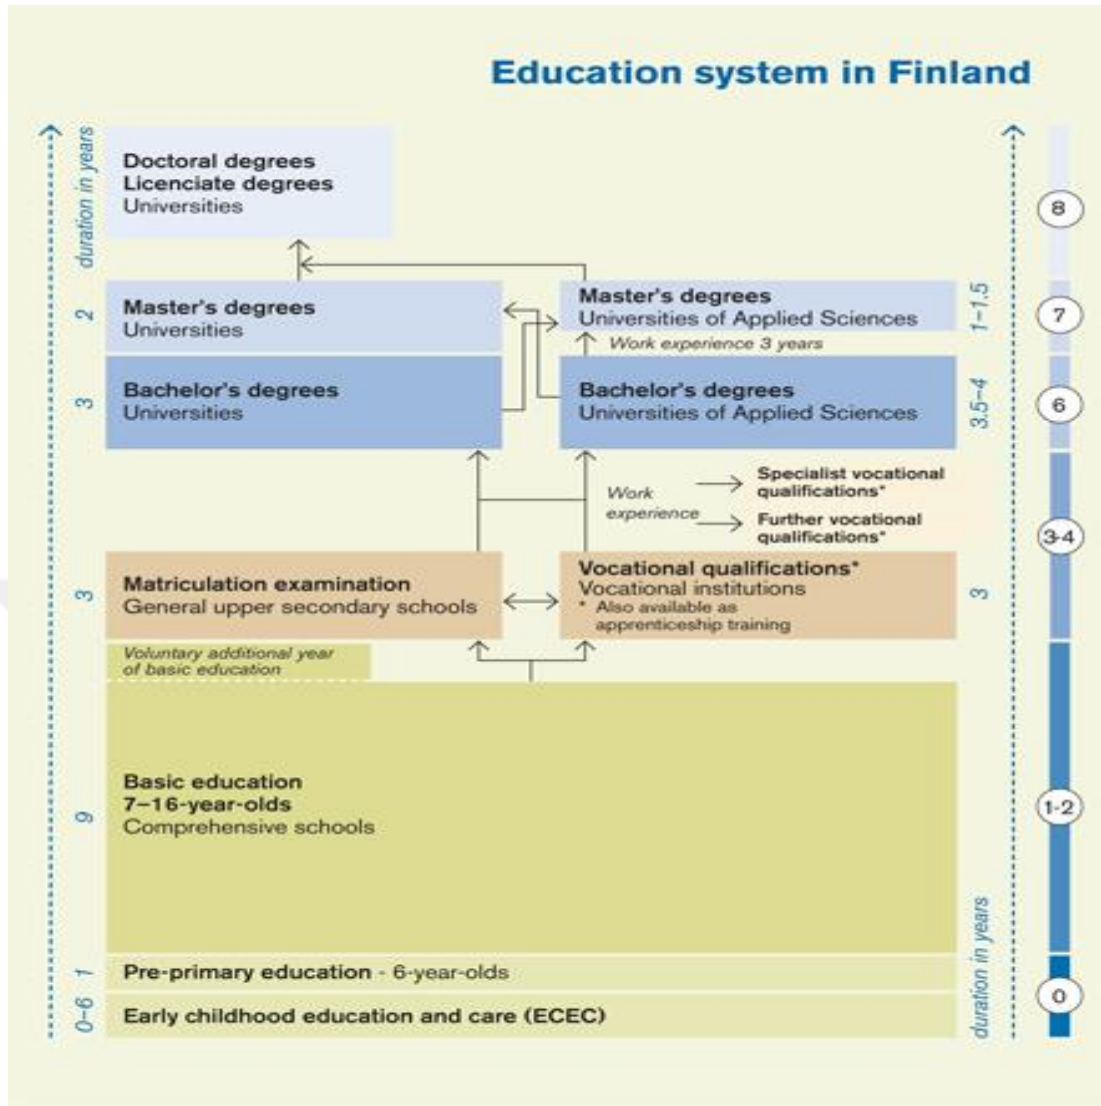 Education system in Finland
duration in years
Doctoral degrees
Licenciate degrees
Universities
8
2
Master's degrees
Universities
Master's degrees
Universities of Applied Sciences
1–1.5
7
Work experience 3 years
3
Bachelor's degrees
Universities
Bachelor's degrees
Universities of Applied Sciences
3.5–4
6
Work
experience
Specialist vocational
qualifications*
Further vocational
qualifications*
3-4
3
Matriculation examination
General upper secondary schools
Vocational qualifications*
Vocational institutions
* Also available as
apprenticeship training
3
Voluntary additional year
of basic education
9
Basic education
7–16-year-olds
Comprehensive schools
1-2
1
Pre-primary education - 6-year-olds
0–6
Early childhood education and care (ECEC)
duration in years
0